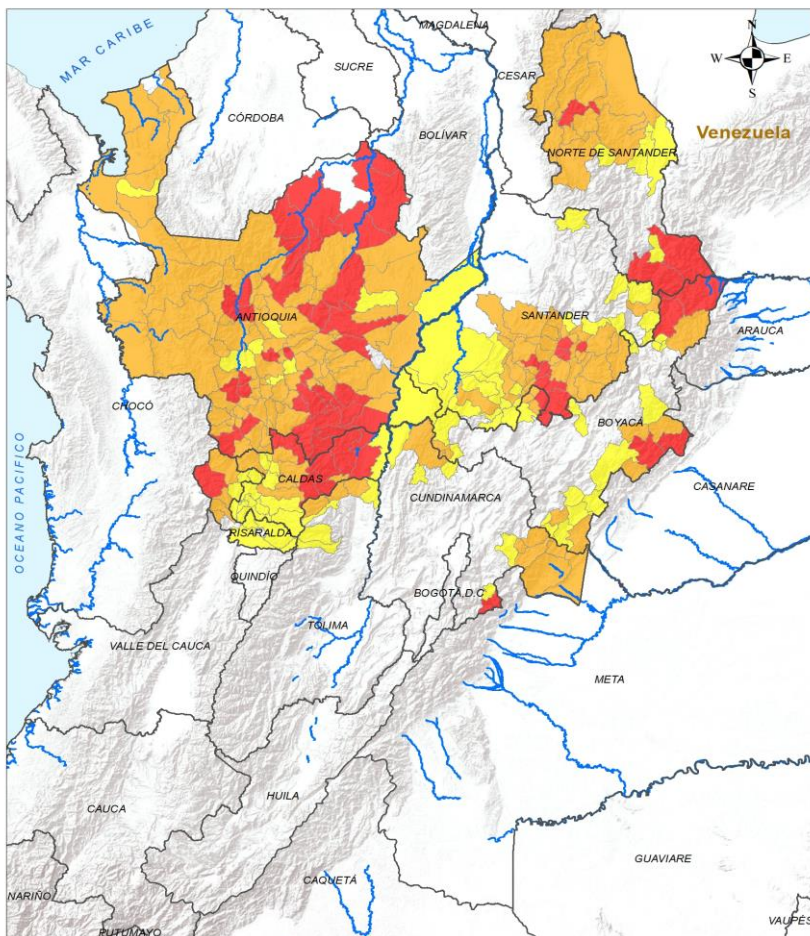 MAGDALENA
MAR CARIBE
SUCRE
CESAR
N
W E
S
CÓRDOBA
BOLÍVAR
Venezuela
NORTE DE SANTANDER
ANTIOQUIA
SANTANDER
ARAUCA
CHOCÓ
BOYACÁ
OCEANO PACIFICO
CALDAS
CASANARE
CUNDINAMARCA
RISARALDA
QUINDÍO
BOGOTÁ D.C
TOLIMA
VALLE DEL CAUCA
META
CAUCA
HUILA
GUAVIARE
CAQUETÁ
NARIÑO
PUTUMAYO
VAUPÉS